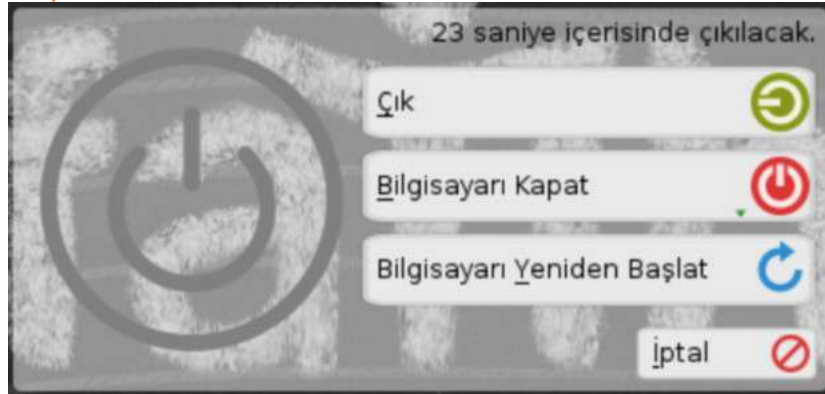 23 saniye içerisinde çıkılacak.
Çık
Bilgisayarı Kapat
Bilgisayarı Yeniden Başlat
İptal